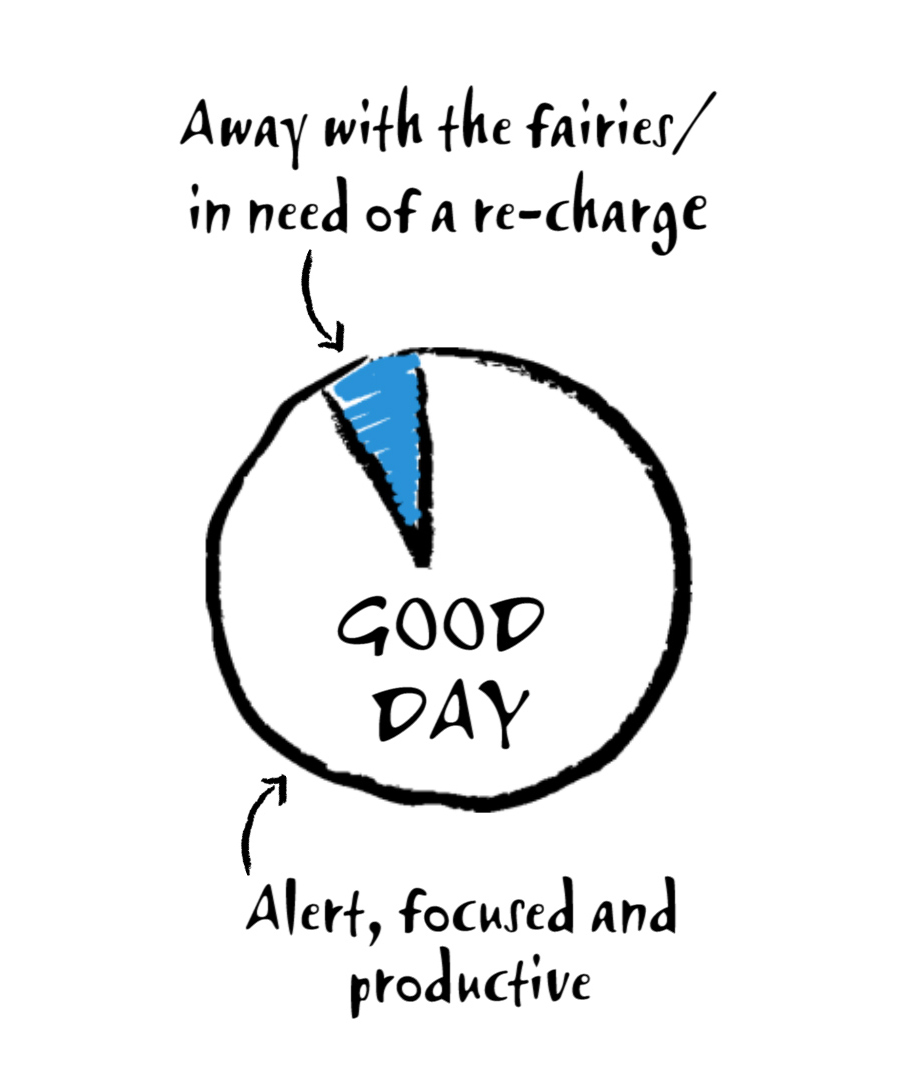 Away with the fairies/
in need of a re-charge
GOOD
DAY
Alert, focused and
productive